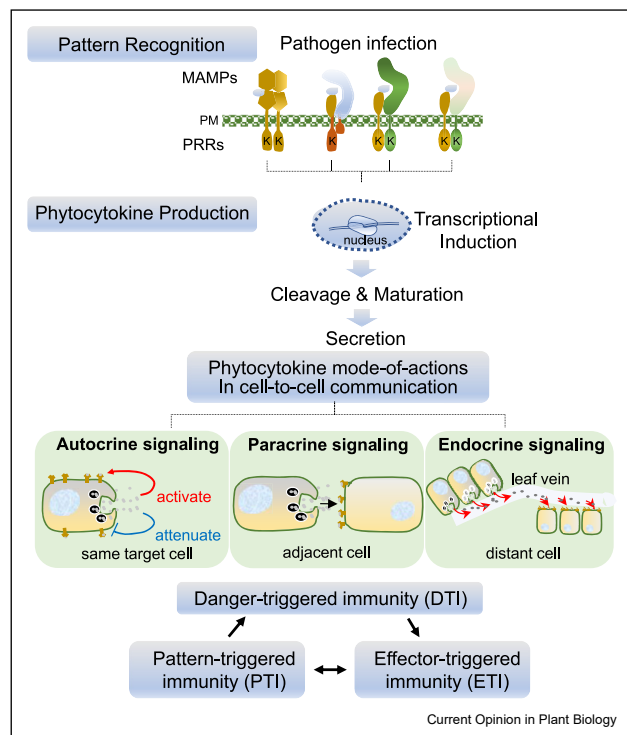 Pattern Recognition
Pathogen infection
MAMPs
PM
PRRs
K K K K K K K K
Phytocytokine Production
nucleus
Transcriptional
Induction
Cleavage & Maturation
Secretion
Phytocytokine mode-of-actions
In cell-to-cell communication
Autocrine signaling
activate
attenuate
same target cell
Paracrine signaling
adjacent cell
Endocrine signaling
leaf vein
distant cell
Danger-triggered immunity (DTI)
Pattern-triggered
immunity (PTI)
Effector-triggered
immunity (ETI)
Current Opinion in Plant Biology